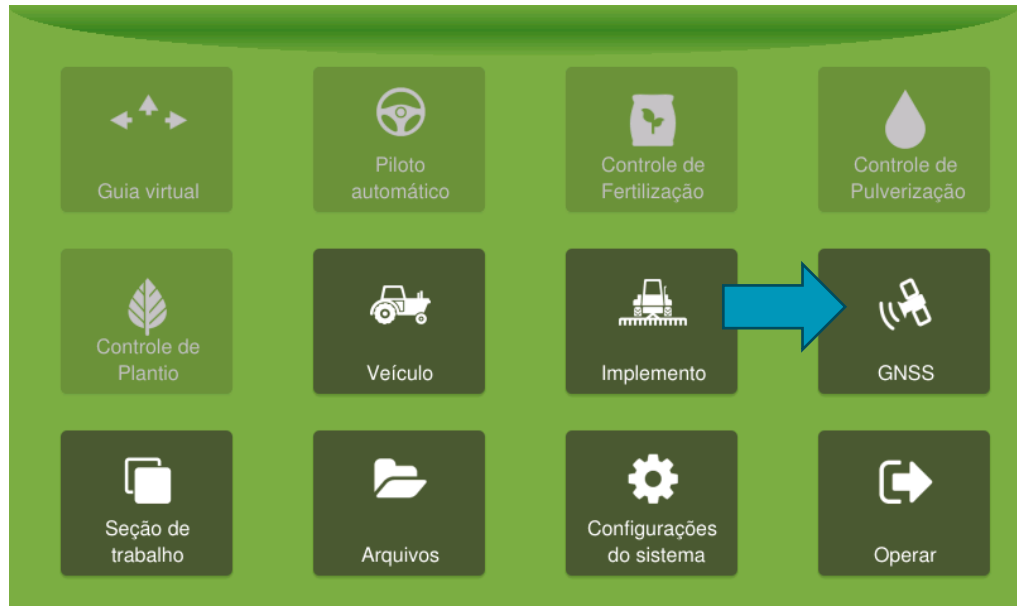 Guia virtual
Piloto
automático
Controle de
Fertilização
Controle de
Pulverização
Controle de
Plantio
Veículo
Implemento
GNSS
Seção de
trabalho
Arquivos
Configurações
do sistema
Operar